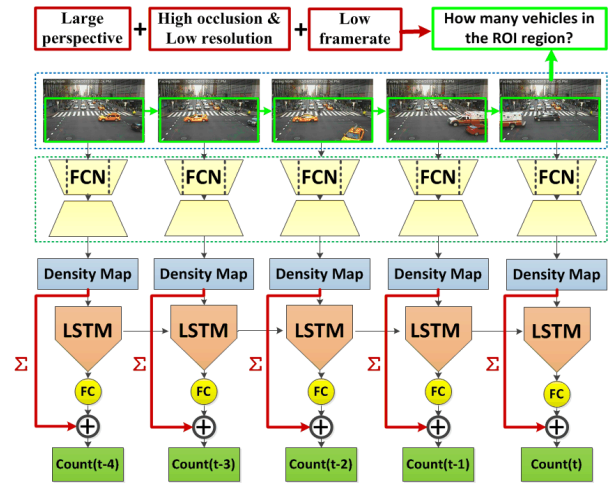 Large perspective
+
High occlusion & Low resolution
+
Low framerate
How many vehicles in the ROI region?
FCN FCN FCN FCN FCN
Density Map Density Map Density Map Density Map Density Map
LSTM LSTM LSTM LSTM LSTM
Σ Σ Σ Σ Σ
FC FC FC FC FC
+ + + + +
Count(t-4) Count(t-3) Count(t-2) Count(t-1) Count(t)